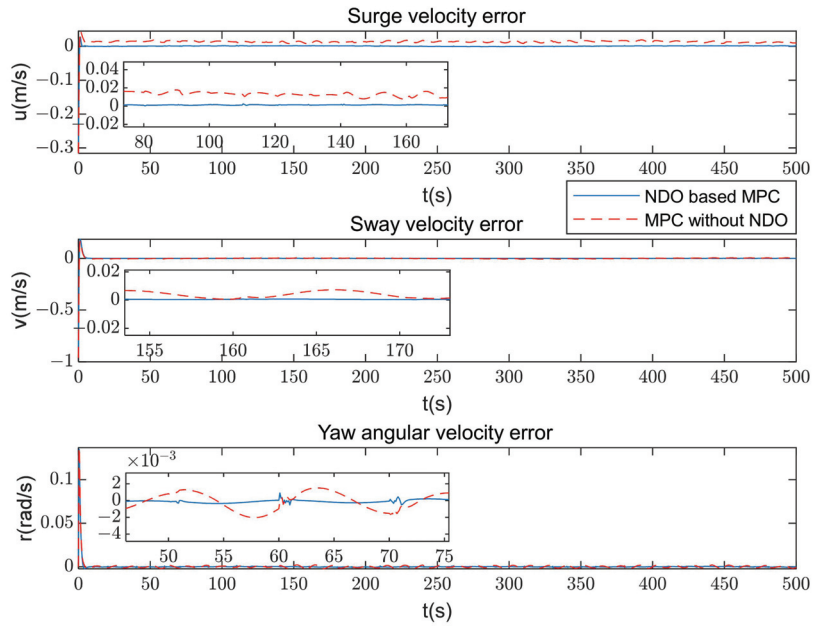 Surge velocity error
u(m/s)
0
−0.1
−0.2
−0.3
0.04
0.02
0
−0.02
80 100 120 140 160
0 50 100 150 200 250 300 350 400 450 500
t(s)
NDO based MPC
MPC without NDO
Sway velocity error
v(m/s)
0
−0.5
−1
0.02
0
−0.02
155 160 165 170
0 50 100 150 200 250 300 350 400 450 500
t(s)
Yaw angular velocity error
r(rad/s)
0.1
0.05
0
×10⁻³
2
0
−2
−4
50 55 60 65 70 75
0 50 100 150 200 250 300 350 400 450 500
t(s)